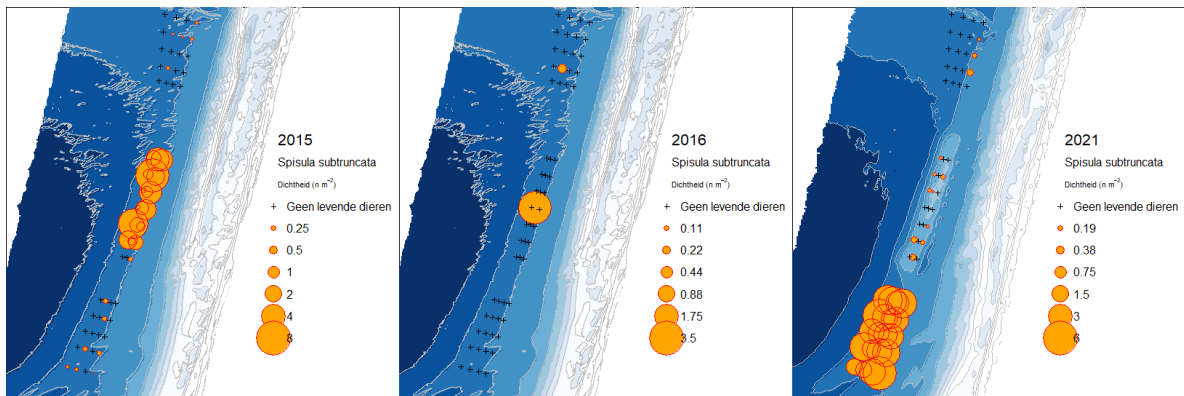 2015
Spisula subtruncata
Dichtheid (n m⁻²)
Geen levende dieren
0.25
0.5
1
2
4
8
2016
Spisula subtruncata
Dichtheid (n m⁻²)
Geen levende dieren
0.11
0.22
0.44
0.88
1.75
3.5
2021
Spisula subtruncata
Dichtheid (n m⁻²)
Geen levende dieren
0.19
0.38
0.75
1.5
3
6